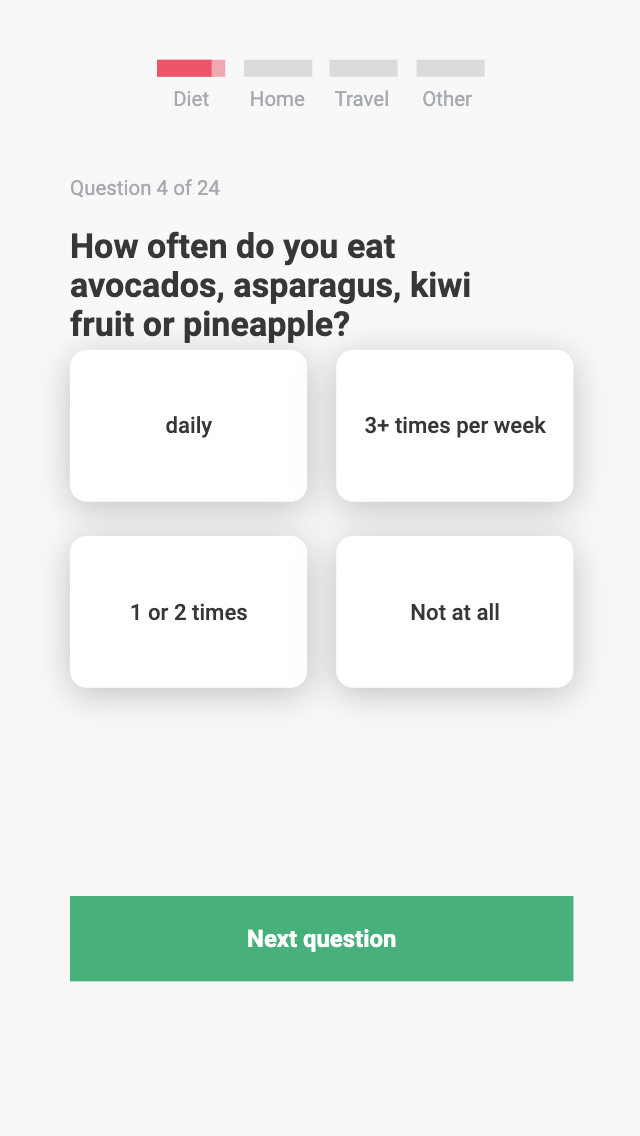 Diet Home Travel Other
Question 4 of 24
How often do you eat
avocados, asparagus, kiwi
fruit or pineapple?
daily
3+ times per week
1 or 2 times
Not at all
Next question